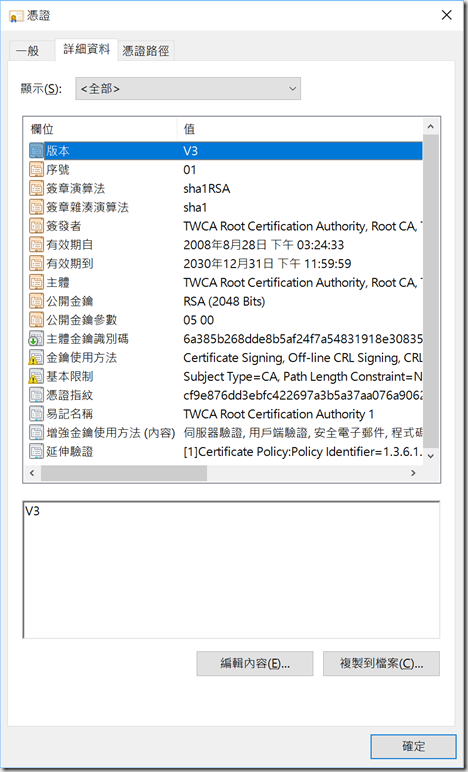 憑證
一般 詳細資料 憑證路徑
顯示(S): <全部>
欄位 值
版本 V3
序號 01
簽章演算法 sha1RSA
簽章雜湊演算法 sha1
簽發者 TWCA Root Certification Authority, Root CA, T
有效期自 2008年8月28日 下午 03:24:33
有效期到 2030年12月31日 下午 11:59:59
主體 TWCA Root Certification Authority, Root CA, T
公開金鑰 RSA (2048 Bits)
公開金鑰參數 05 00
主體金鑰識別碼 6a385b268dde8b5af24f7a54831918e30835
金鑰使用方法 Certificate Signing, Off-line CRL Signing, CRL
基本限制 Subject Type=CA, Path Length Constraint=N
憑證指紋 cf9e876dd3ebfc422697a3b5a37aa076a9062
易記名稱 TWCA Root Certification Authority 1
增強金鑰使用方法 (內容) 伺服器驗證, 用戶端驗證, 安全電子郵件, 程式碼
延伸驗證 [1]Certificate Policy:Policy Identifier=1.3.6.1.
V3
編輯內容(E)... 複製到檔案(C)...
確定